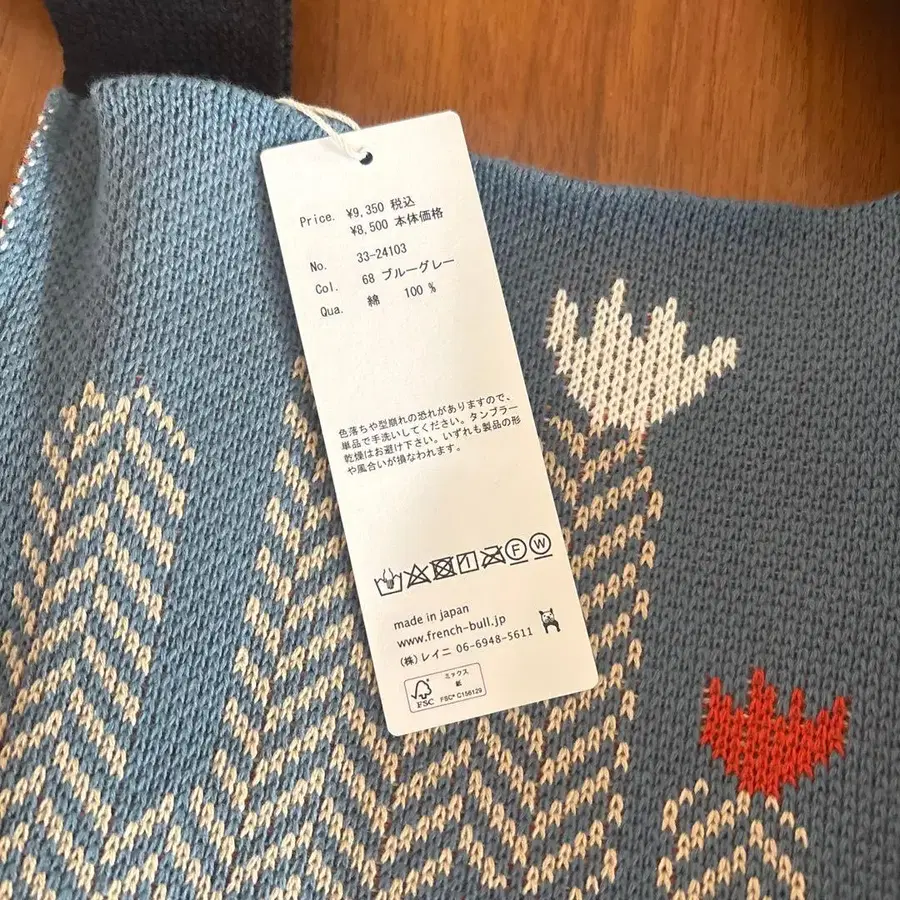 Price. ¥9,350 税込
¥8,500 本体価格
No. 33-24103
Col. 68 ブルーグレー
Qua. 綿 100 %
色落ちや型崩れの恐れがありますので、
単品で手洗いしてください。タンブラー
乾燥はお避け下さい。いずれも製品の形
や風合いが損なわれます。
F W
made in japan
www.french-bull.jp
(株)レイニ 06-6948-5611
ミックス
紙
FSC FSC® C156129